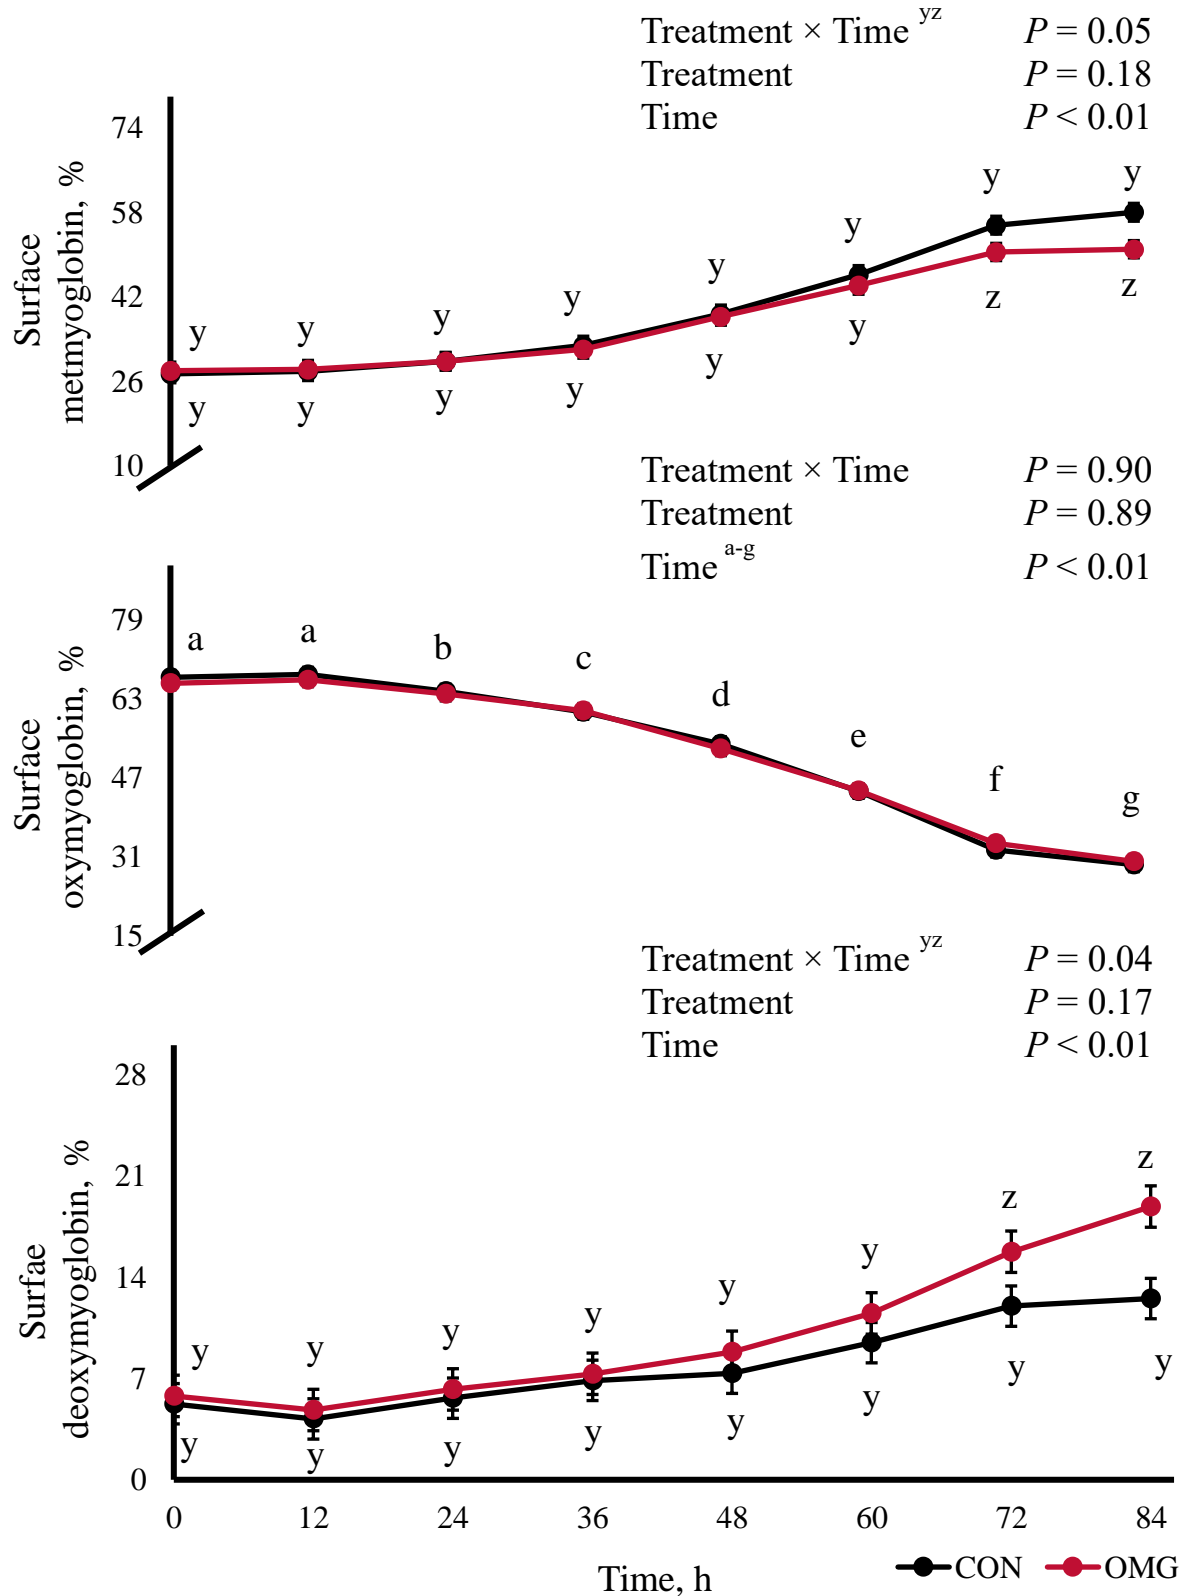 Treatment × Time yz P = 0.05
Treatment P = 0.18
Time P < 0.01
Surface
metmyoglobin, %
74
58
42
26
10
y y y y y y y y
y y y y y y z z
Treatment × Time P = 0.90
Treatment P = 0.89
Time a-g P < 0.01
Surface
oxymyoglobin, %
79
63
47
31
15
a a b c d e f g
Treatment × Time yz P = 0.04
Treatment P = 0.17
Time P < 0.01
Surfae
deoxymyoglobin, %
28
21
14
7
0
y y y y y y z z
y y y y y y y y
0 12 24 36 48 60 72 84
Time, h
CON OMG